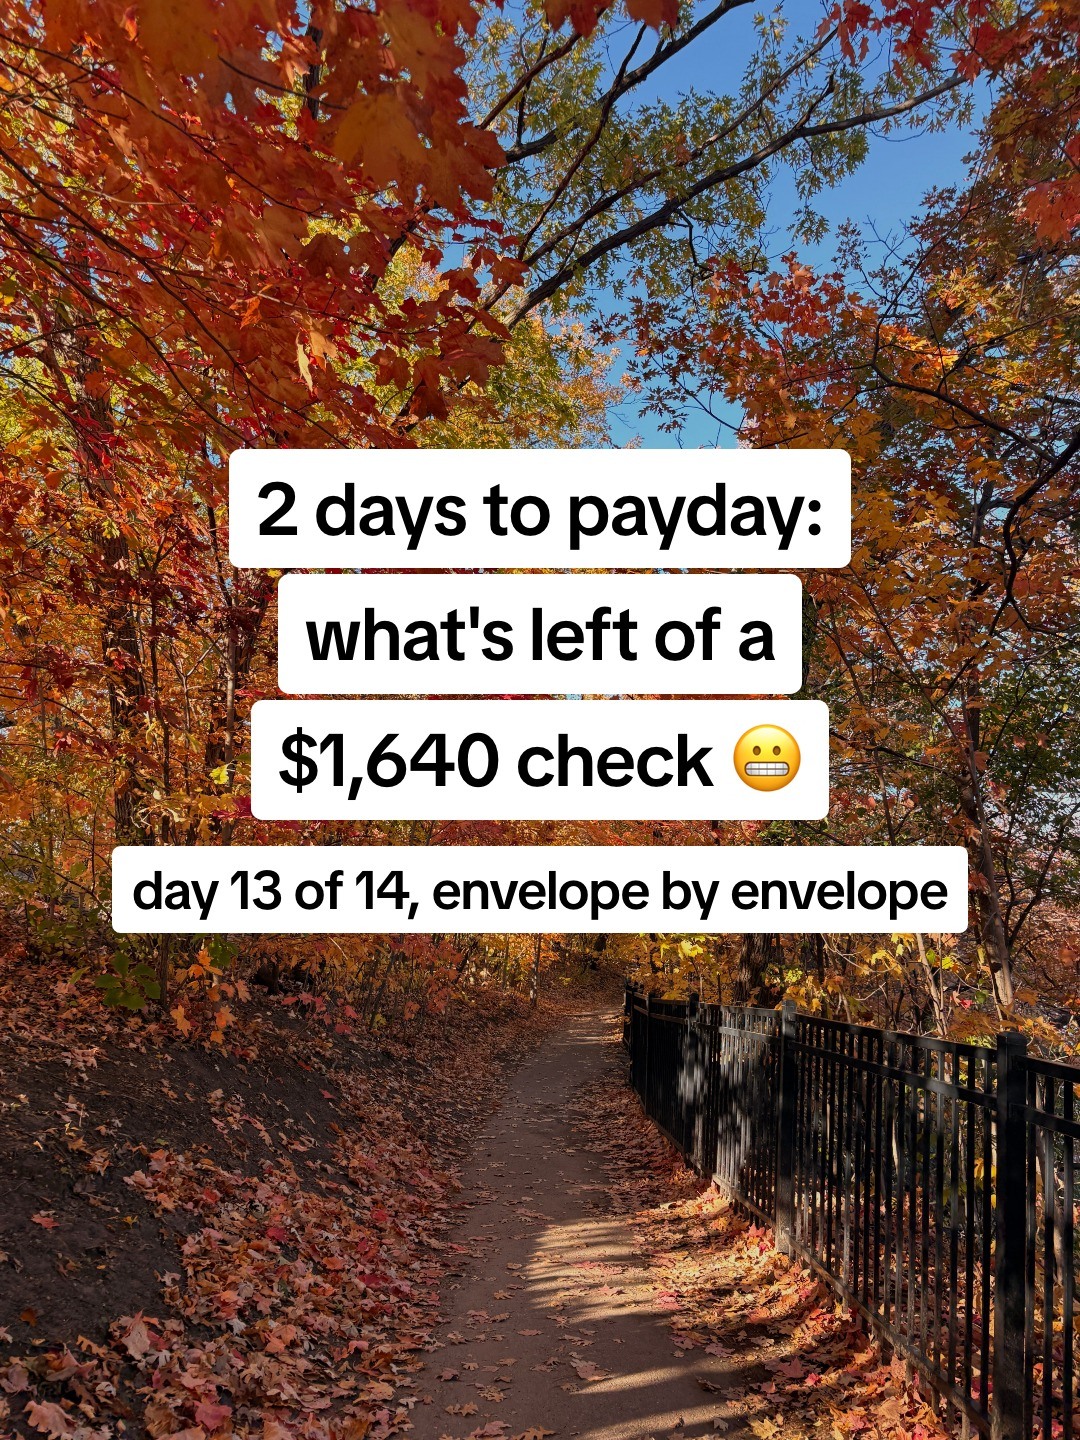 2 days to payday:
what's left of a
$1,640 check 😬
day 13 of 14, envelope by envelope